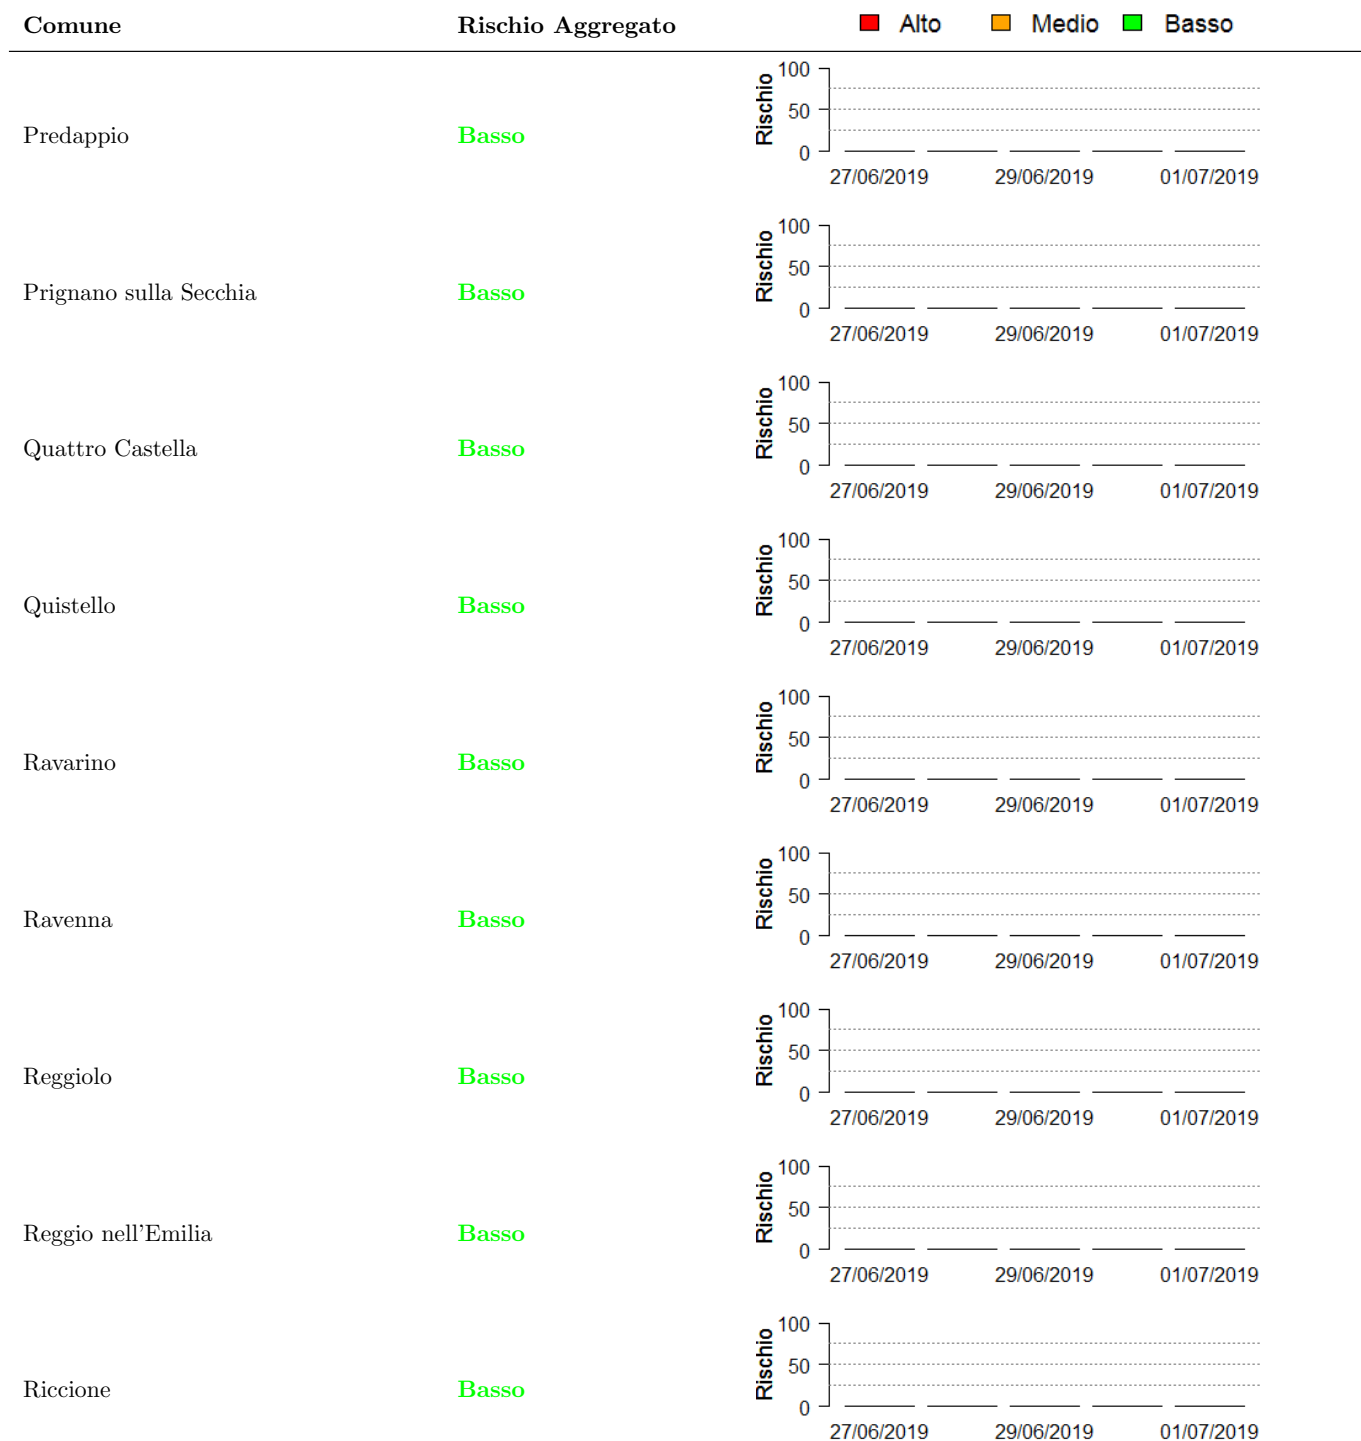 Comune Rischio Aggregato Alto Medio Basso
100
50
0
Rischio
Predappio Basso
27/06/2019 29/06/2019 01/07/2019
100
50
0
Rischio
Prignano sulla Secchia Basso
27/06/2019 29/06/2019 01/07/2019
100
50
0
Rischio
Quattro Castella Basso
27/06/2019 29/06/2019 01/07/2019
100
50
0
Rischio
Quistello Basso
27/06/2019 29/06/2019 01/07/2019
100
50
0
Rischio
Ravarino Basso
27/06/2019 29/06/2019 01/07/2019
100
50
0
Rischio
Ravenna Basso
27/06/2019 29/06/2019 01/07/2019
100
50
0
Rischio
Reggiolo Basso
27/06/2019 29/06/2019 01/07/2019
100
50
0
Rischio
Reggio nell'Emilia Basso
27/06/2019 29/06/2019 01/07/2019
100
50
0
Rischio
Riccione Basso
27/06/2019 29/06/2019 01/07/2019